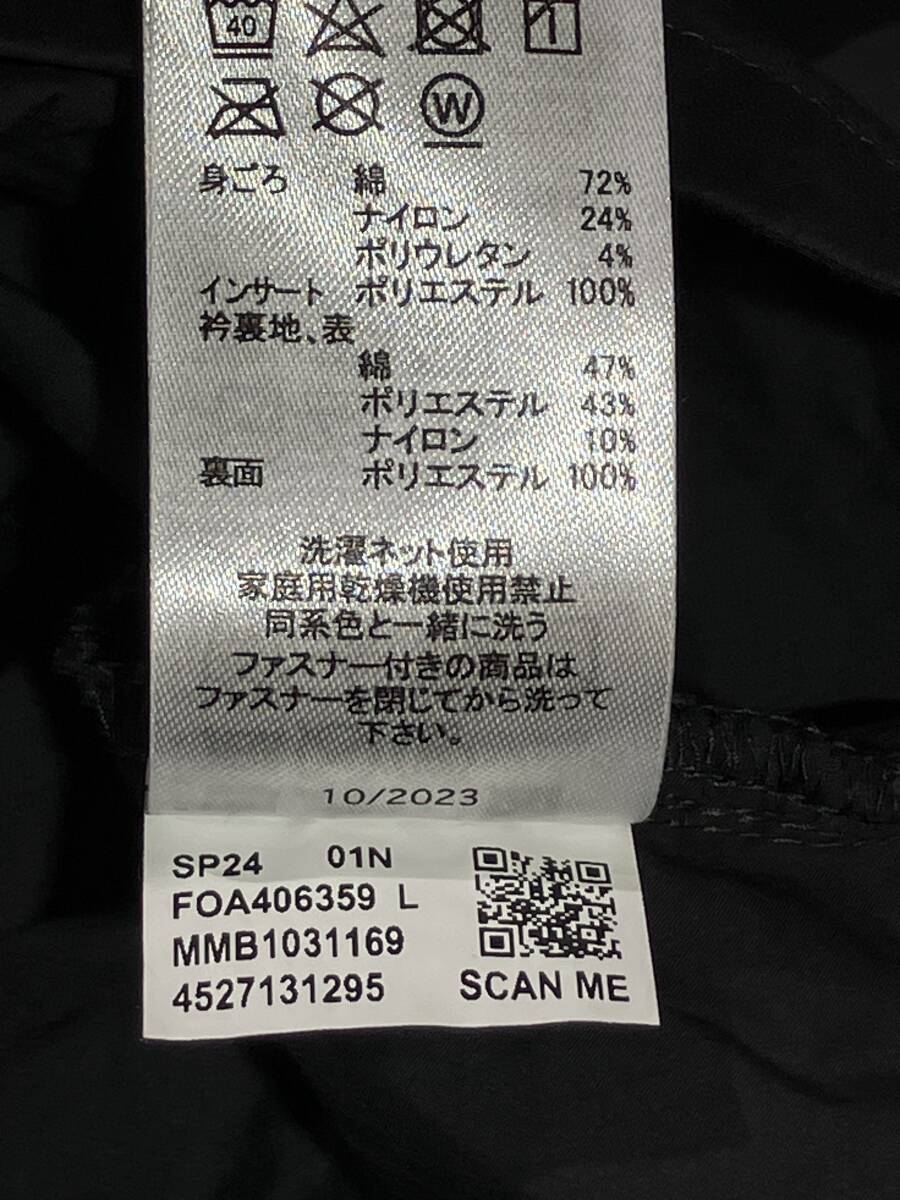 40
W
身ごろ 綿 72%
ナイロン 24%
ポリウレタン 4%
インサート ポリエステル 100%
衿裏地、表
綿 47%
ポリエステル 43%
ナイロン 10%
裏面 ポリエステル 100%
洗濯ネット使用
家庭用乾燥機使用禁止
同系色と一緒に洗う
ファスナー付きの商品は
ファスナーを閉じてから洗って
下さい。
10/2023
SP24 01N
FOA406359 L
MMB1031169
4527131295 SCAN ME